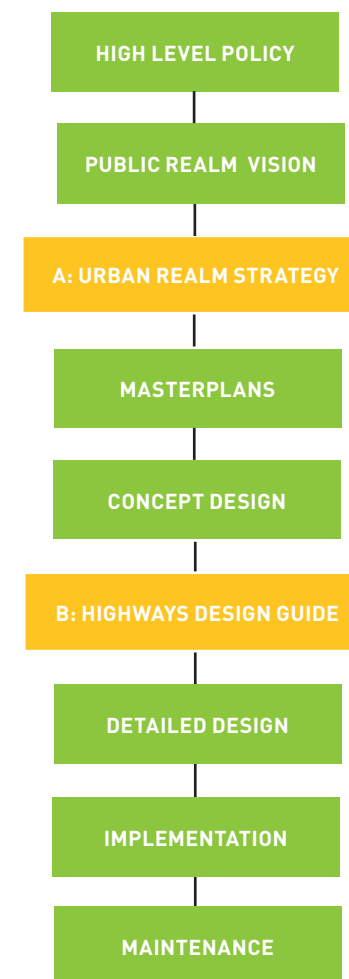 HIGH LEVEL POLICY
PUBLIC REALM VISION
A: URBAN REALM STRATEGY
MASTERPLANS
CONCEPT DESIGN
B: HIGHWAYS DESIGN GUIDE
DETAILED DESIGN
IMPLEMENTATION
MAINTENANCE